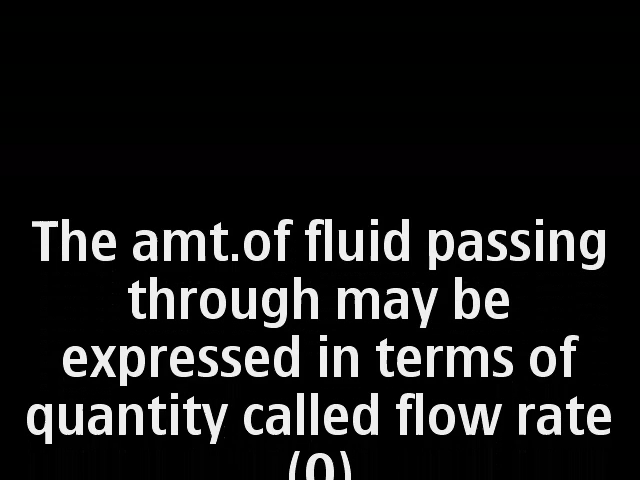 The amt.of fluid passing
through may be
expressed in terms of
quantity called flow rate